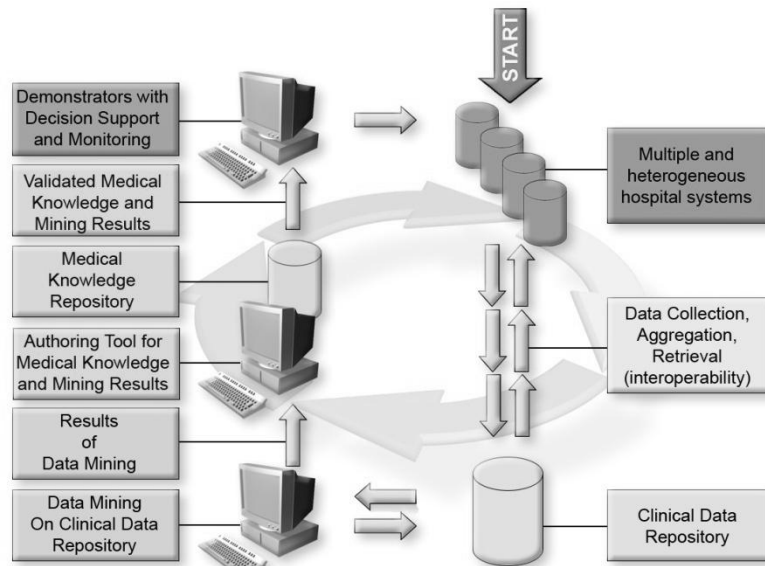 START
Demonstrators with
Decision Support
and Monitoring
Validated Medical
Knowledge and
Mining Results
Medical
Knowledge
Repository
Authoring Tool for
Medical Knowledge
and Mining Results
Results
of
Data Mining
Data Mining
On Clinical Data
Repository
Multiple and
heterogeneous
hospital systems
Data Collection,
Aggregation,
Retrieval
(interoperability)
Clinical Data
Repository